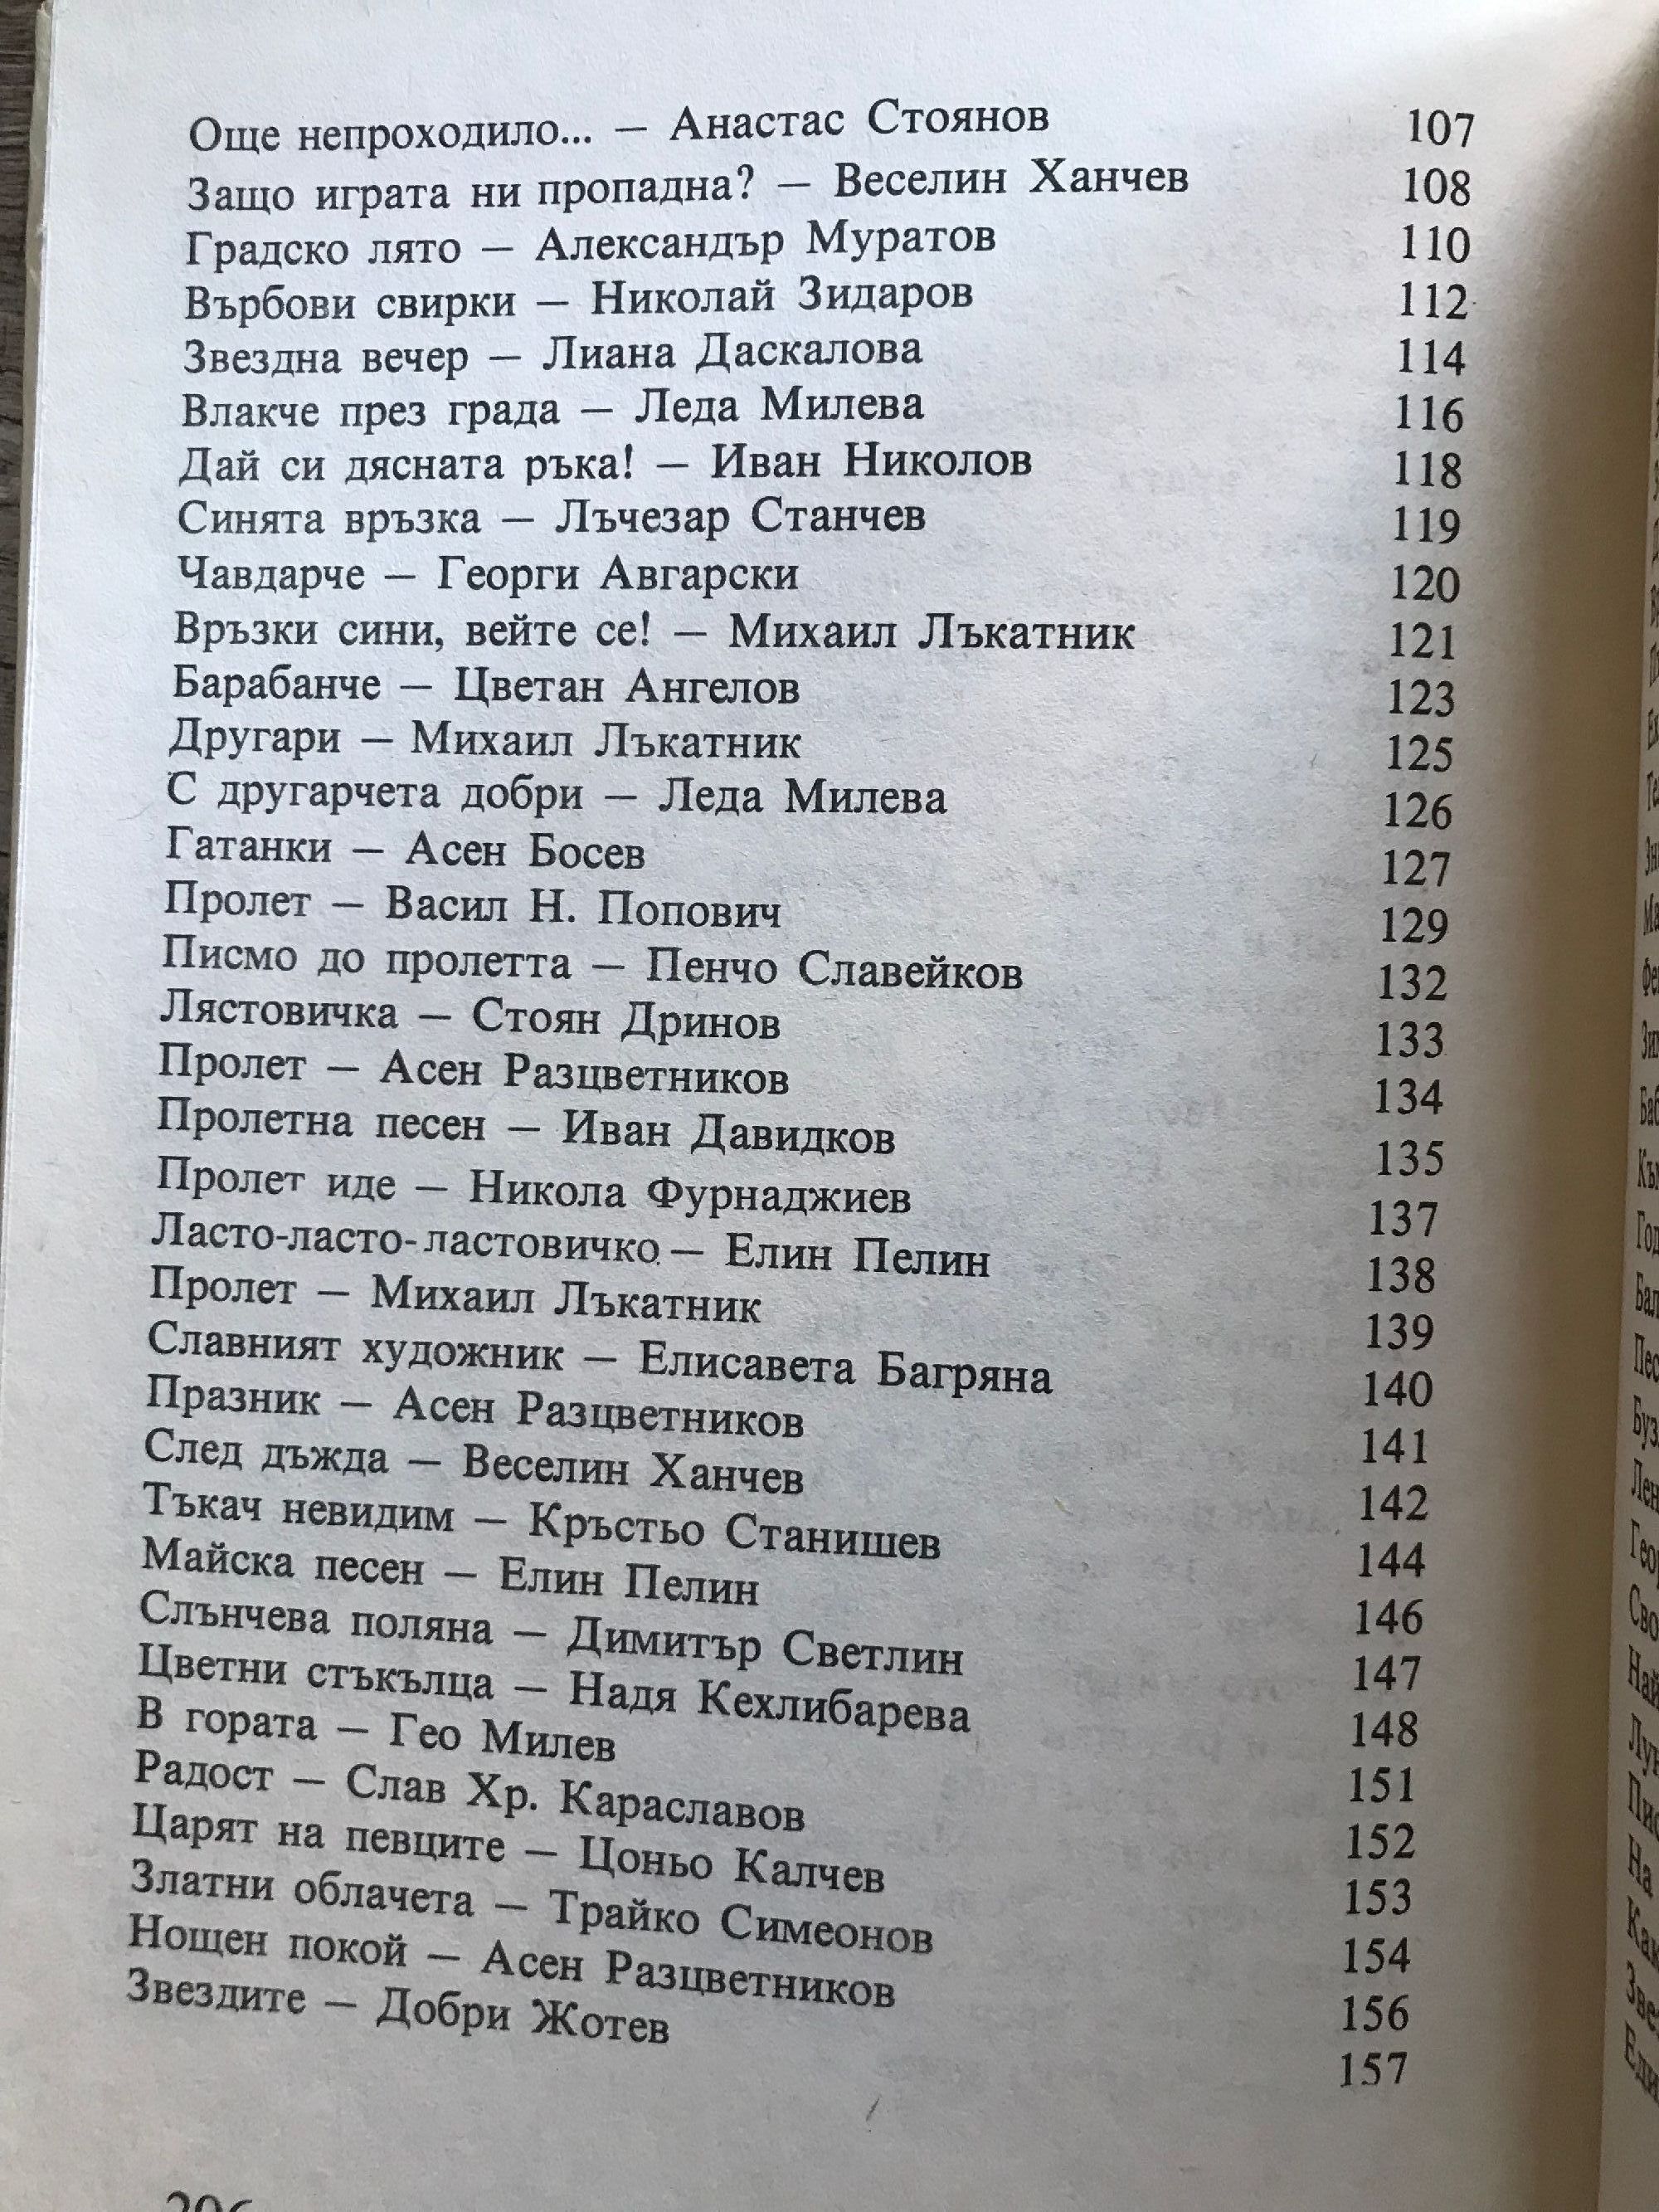 Още непроходило... — Анастас Стоянов 107
Защо играта ни пропадна? — Веселин Ханчев 108
Градско лято — Александър Муратов 110
Върбови свирки — Николай Зидаров 112
Звездна вечер — Лиана Даскалова 114
Влакче през града — Леда Милева 116
Дай си дясната ръка! — Иван Николов 118
Синята връзка — Лъчезар Станчев 119
Чавдарче — Георги Авгарски 120
Връзки сини, вейте се! — Михаил Лъкатник 121
Барабанче — Цветан Ангелов 123
Другари — Михаил Лъкатник 125
С другарчета добри — Леда Милева 126
Гатанки — Асен Босев 127
Пролет — Васил Н. Попович 129
Писмо до пролетта — Пенчо Славейков 132
Лястовичка — Стоян Дринов 133
Пролет — Асен Разцветников 134
Пролетна песен — Иван Давидков 135
Пролет иде — Никола Фурнаджиев 137
Ласто-ласто-ластовичко — Елин Пелин 138
Пролет — Михаил Лъкатник 139
Славният художник — Елисавета Багряна 140
Празник — Асен Разцветников 141
След дъжда — Веселин Ханчев 142
Тъкач невидим — Кръстьо Станишев 144
Майска песен — Елин Пелин 146
Слънчева поляна — Димитър Светлин 147
Цветни стъкълца — Надя Кехлибарева 148
В гората — Гео Милев 151
Радост — Слав Хр. Караславов 152
Царят на певците — Цоньо Калчев 153
Златни облачета — Трайко Симеонов 154
Нощен покой — Асен Разцветников 156
Звездите — Добри Жотев 157